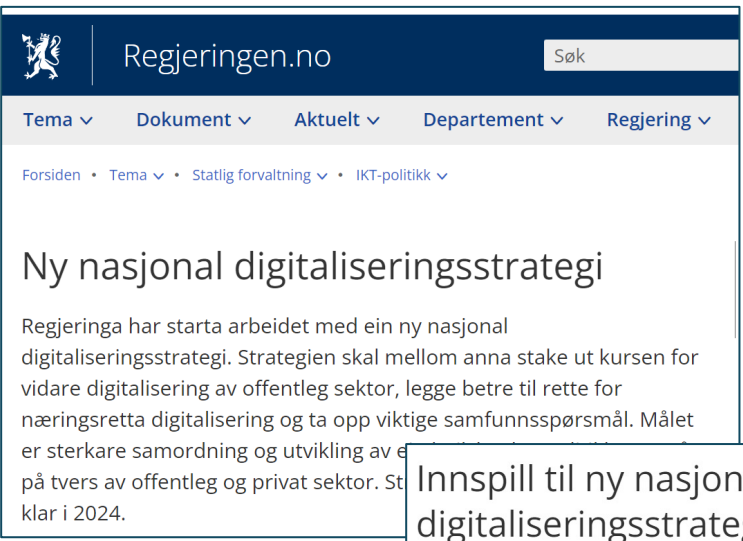 Regjeringen.no
Søk
Tema Dokument Aktuelt Departement Regjering
Forsiden • Tema • Statlig forvaltning • IKT-politikk
Ny nasjonal digitaliseringsstrategi
Regjeringa har starta arbeidet med ein ny nasjonal
digitaliseringsstrategi. Strategien skal mellom anna stake ut kursen for
vidare digitalisering av offentleg sektor, legge betre til rette for
næringsretta digitalisering og ta opp viktige samfunnsspørsmål. Målet
er sterkare samordning og utvikling av
på tvers av offentleg og privat sektor.
klar i 2024.
Innspill til ny